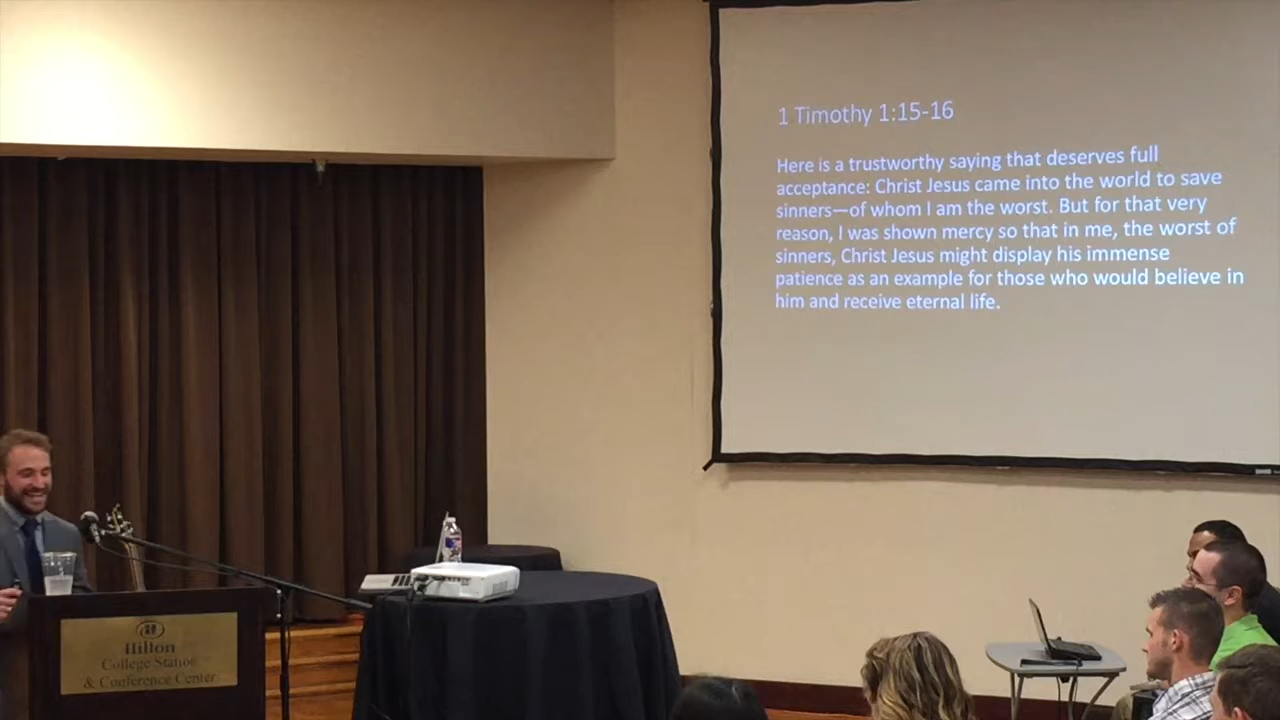 1 Timothy 1:15-16
Here is a trustworthy saying that deserves full
acceptance: Christ Jesus came into the world to save
sinners—of whom I am the worst. But for that very
reason, I was shown mercy so that in me, the worst of
sinners, Christ Jesus might display his immense
patience as an example for those who would believe in
him and receive eternal life.
Hilton
College Station
& Conference Center